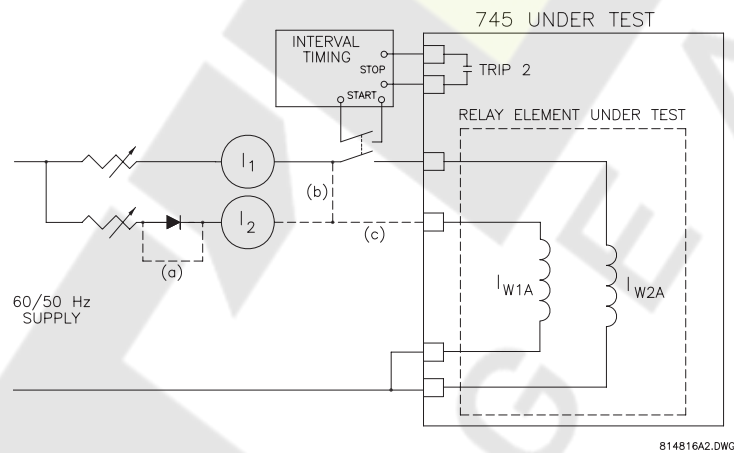 745 UNDER TEST
INTERVAL
TIMING
STOP
START
TRIP 2
RELAY ELEMENT UNDER TEST
I1
(b)
I2
(c)
(a)
IW1A
IW2A
60/50 Hz
SUPPLY
814816A2.DWG